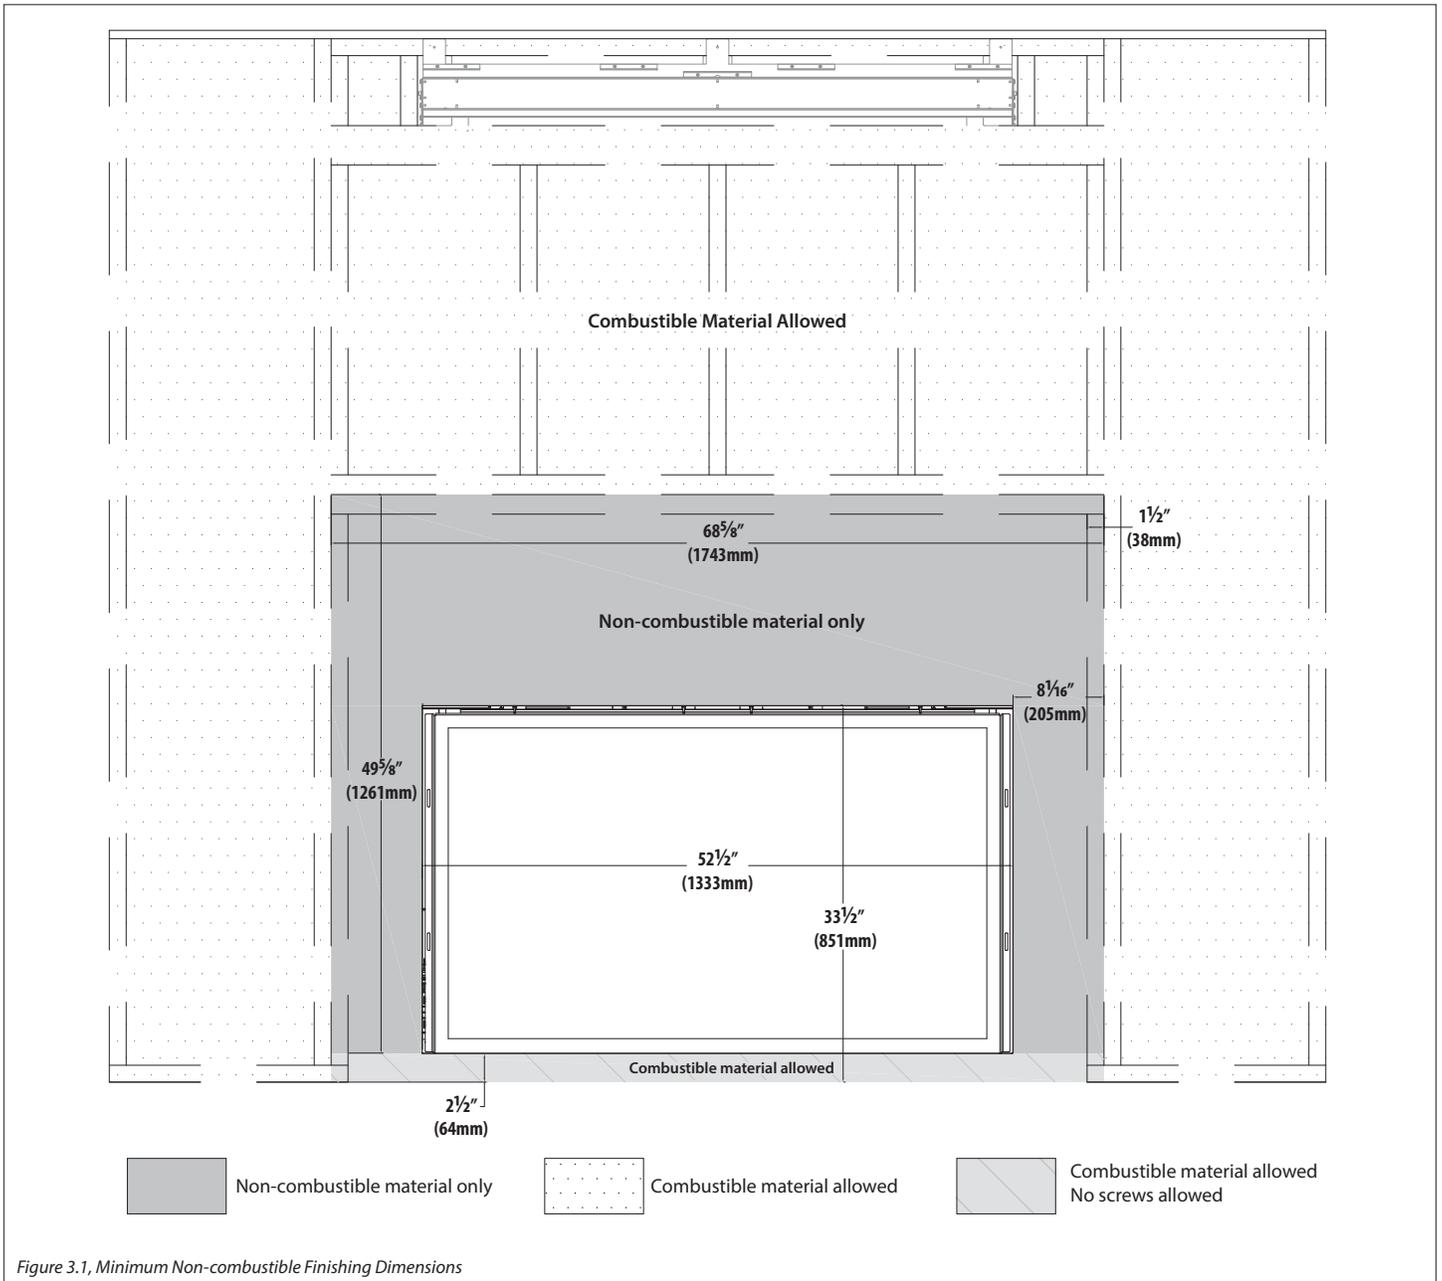 Combustible Material Allowed
68⅝"
(1743mm)
1½"
(38mm)
Non-combustible material only
8¹⁄₁₆"
(205mm)
49⅝"
(1261mm)
52½"
(1333mm)
33½"
(851mm)
Combustible material allowed
2½"
(64mm)
Non-combustible material only
Combustible material allowed
Combustible material allowed
No screws allowed
Figure 3.1, Minimum Non-combustible Finishing Dimensions